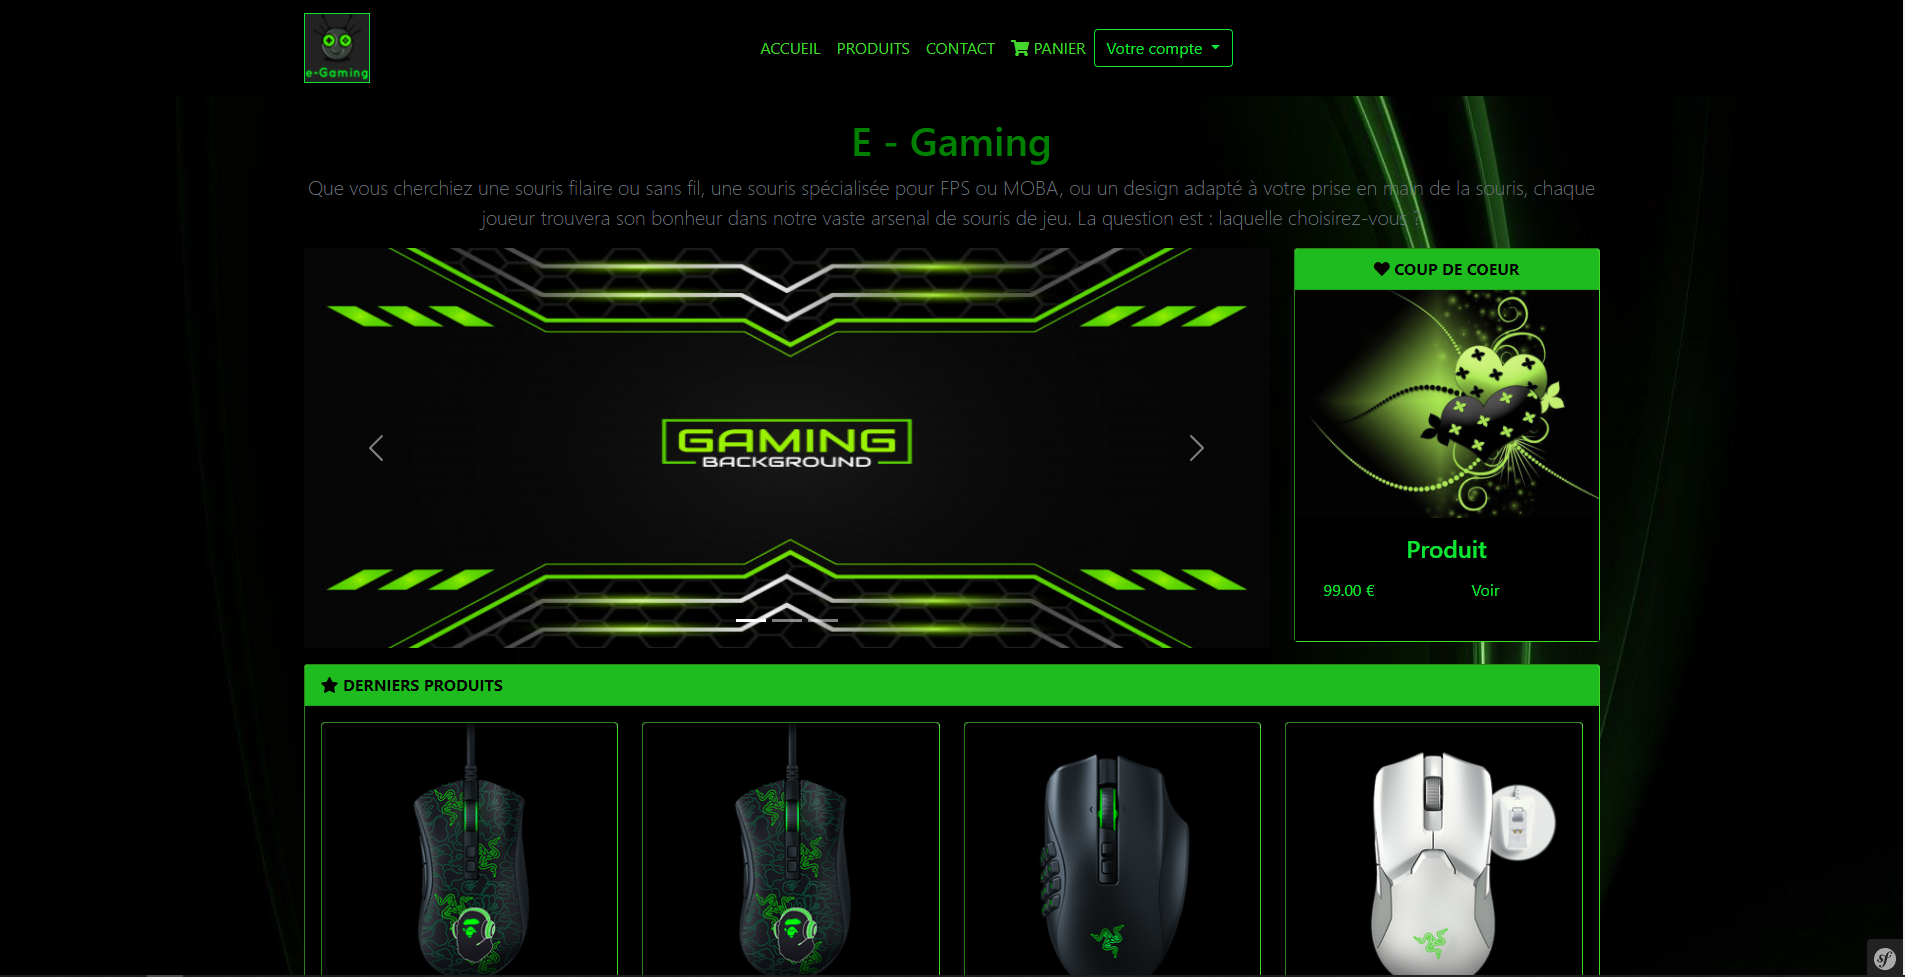 e-Gaming
ACCUEIL PRODUITS CONTACT PANIER Votre compte
E - Gaming
Que vous cherchiez une souris filaire ou sans fil, une souris spécialisée pour FPS ou MOBA, ou un design adapté à votre prise en main de la souris, chaque
joueur trouvera son bonheur dans notre vaste arsenal de souris de jeu. La question est : laquelle choisirez-vous ?
GAMING
BACKGROUND
COUP DE COEUR
Produit
99.00 € Voir
DERNIERS PRODUITS
sf